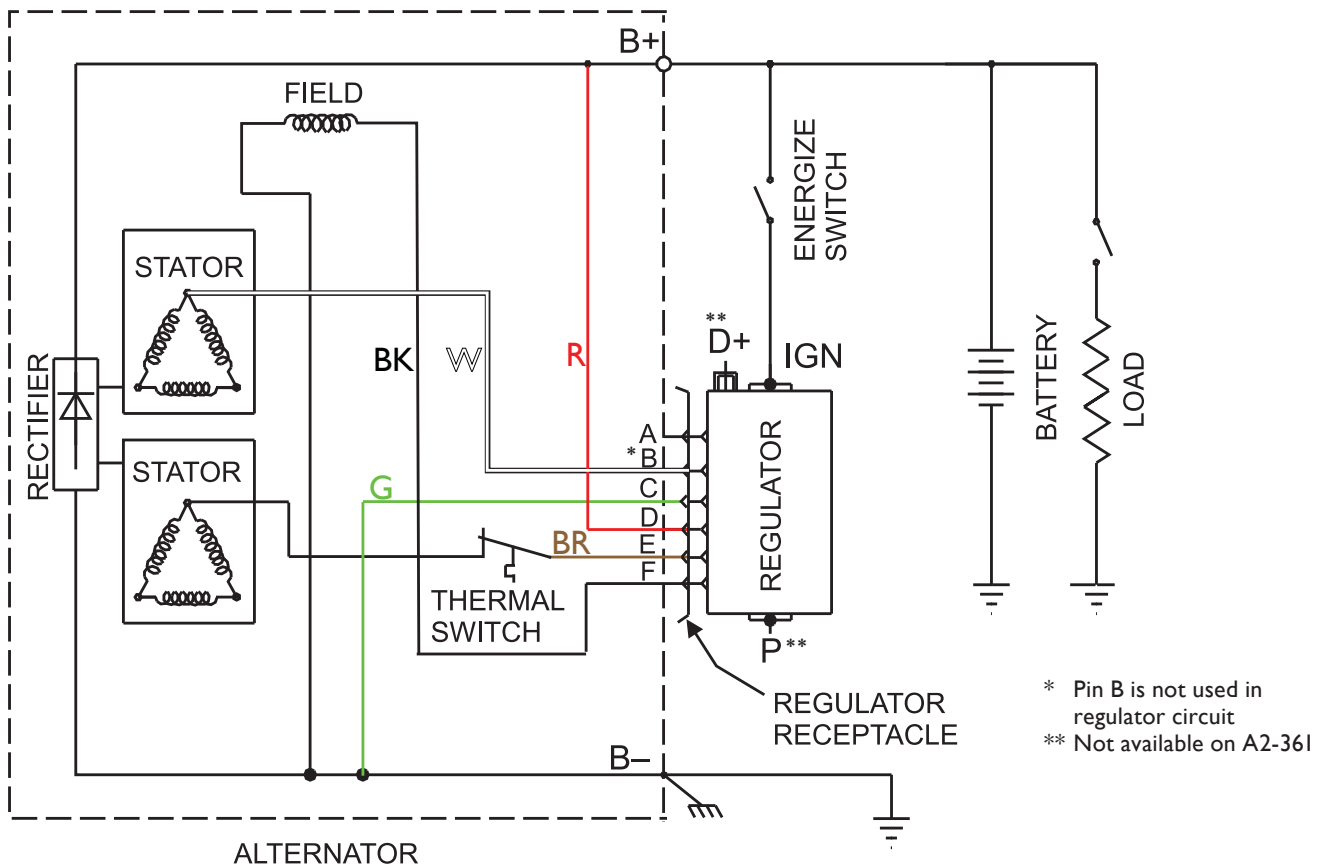 B+
FIELD
ENERGIZE
SWITCH
STATOR
BK
W
R
**
D+
IGN
RECTIFIER
BATTERY
LOAD
A
* B
STATOR
G
C
D
BR
E
F
REGULATOR
THERMAL
SWITCH
P**
REGULATOR
RECEPTACLE
* Pin B is not used in
regulator circuit
** Not available on A2-361
B–
ALTERNATOR